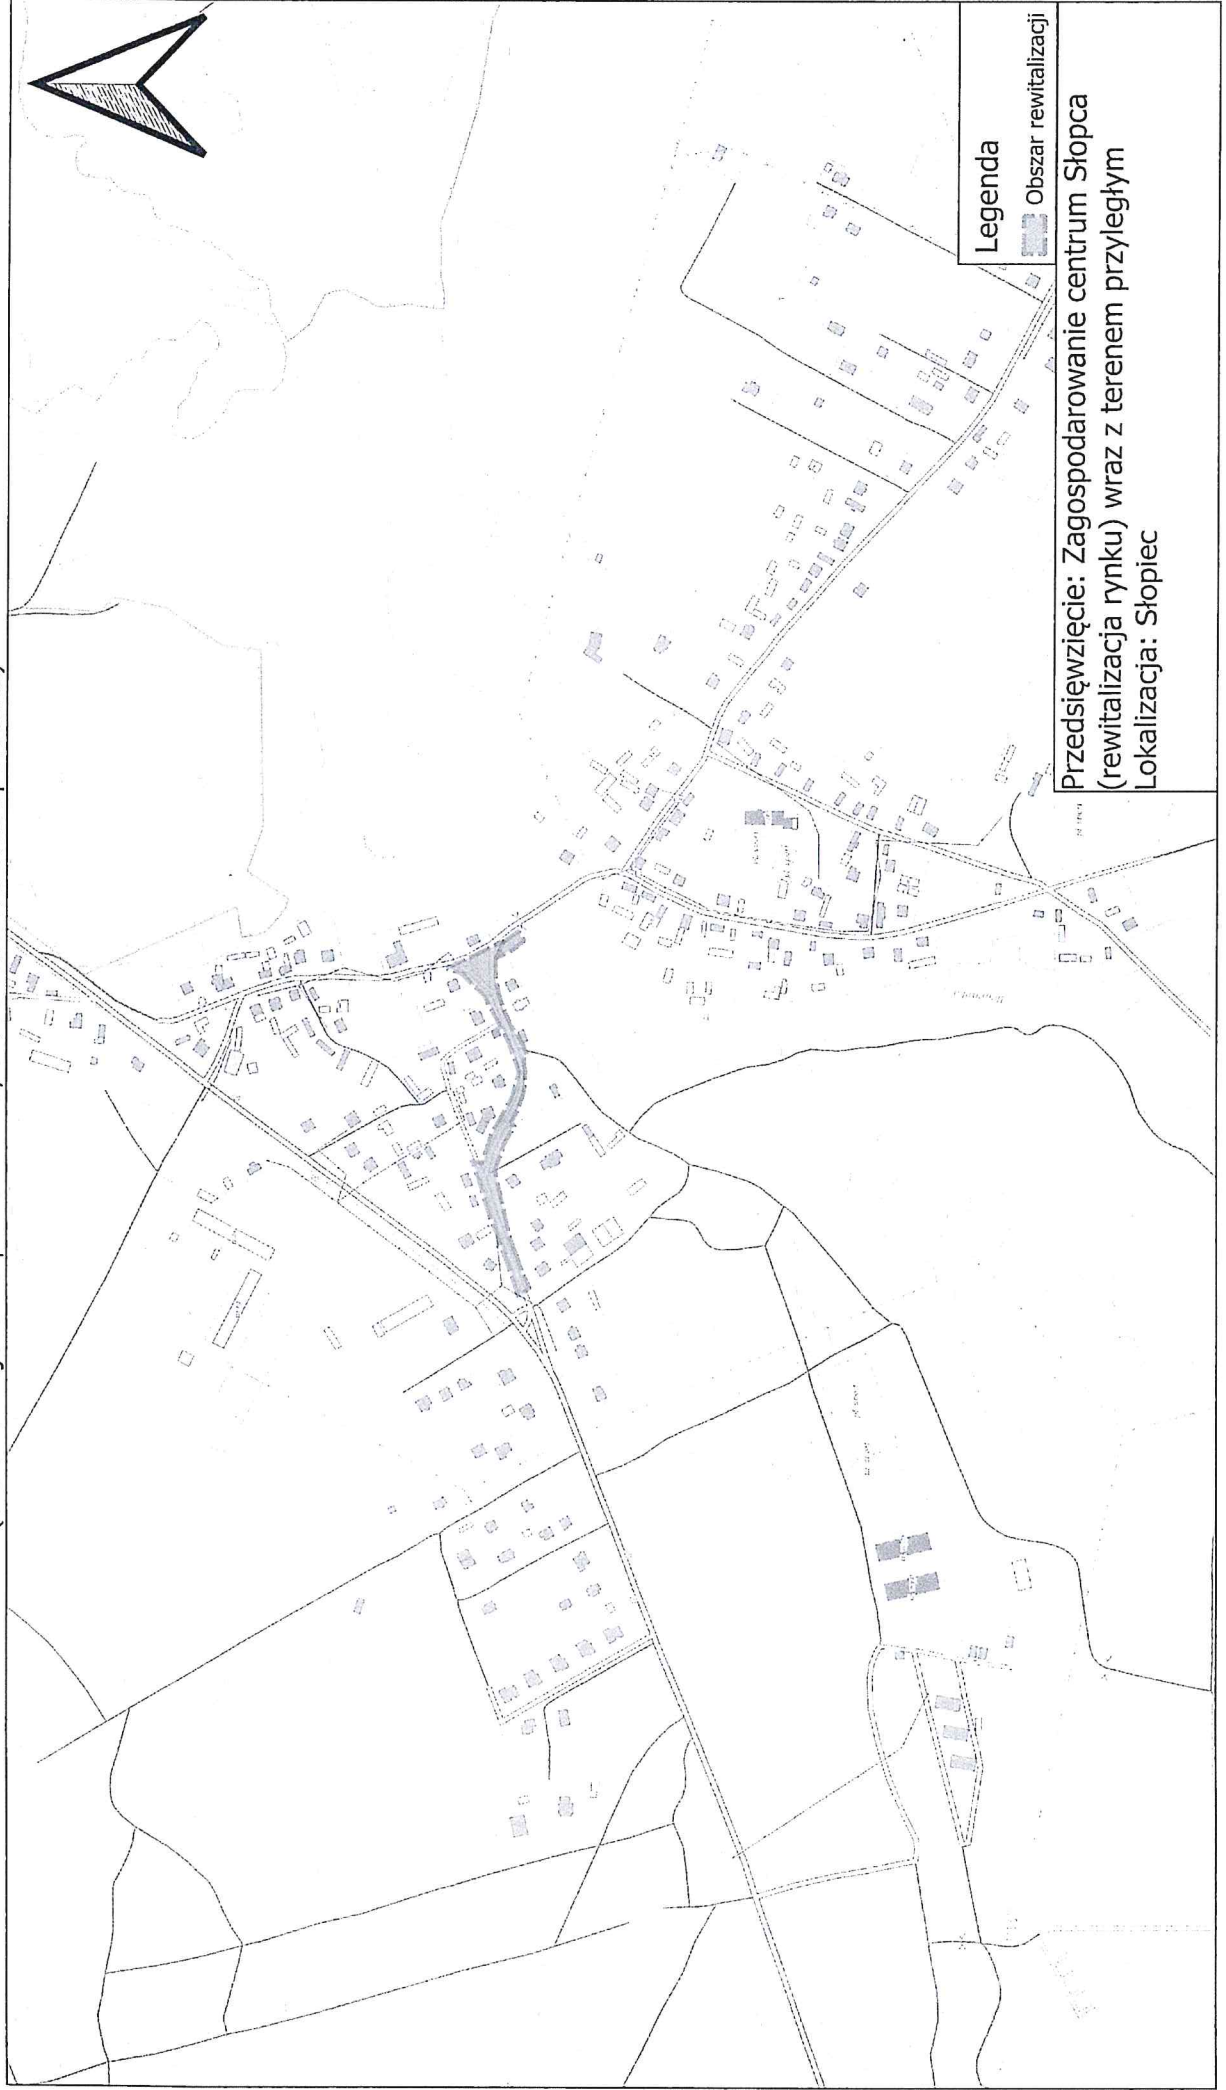 Legenda
Obszar rewitalizacji
Przedsięwzięcie: Zagospodarowanie centrum Słopca
(rewitalizacja rynku) wraz z terenem przyległym
Lokalizacja: Słopiec